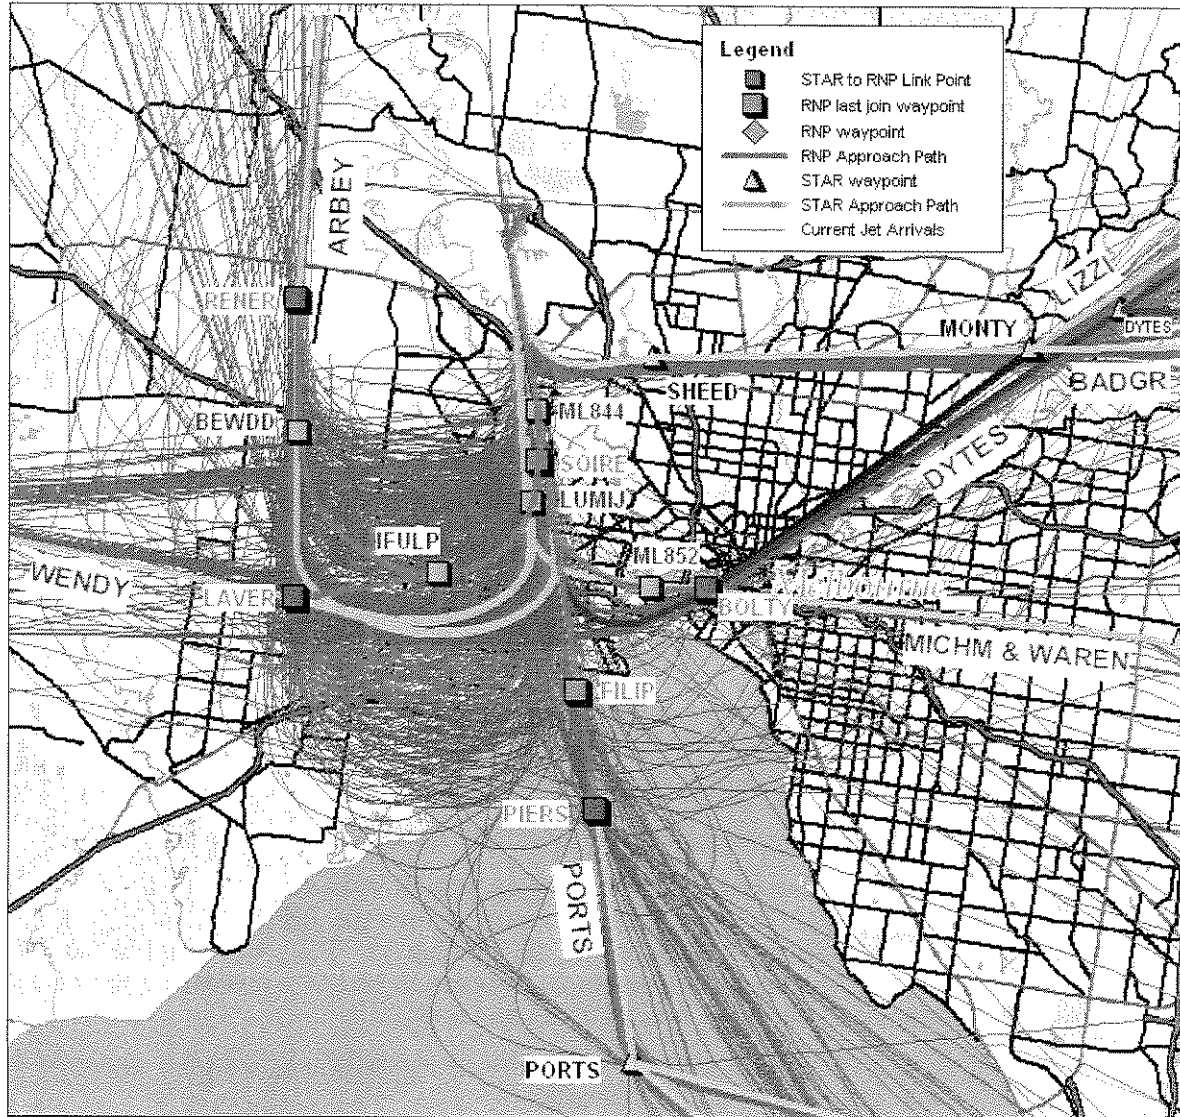 Legend
STAR to RNP Link Point
RNP last join waypoint
RNP waypoint
RNP Approach Path
STAR waypoint
STAR Approach Path
Current Jet Arrivals
ARBEY
RENER
LIZZI
DYTES
MONTY
BADGR
SHEED
ML844
BEWDD
SOIRE
DYTES
LUMIJ
IFULP
ML852
WENDY
LAVER
BOLTY
MICHM & WAREN
FILIP
PIERS
PORTS
PORTS